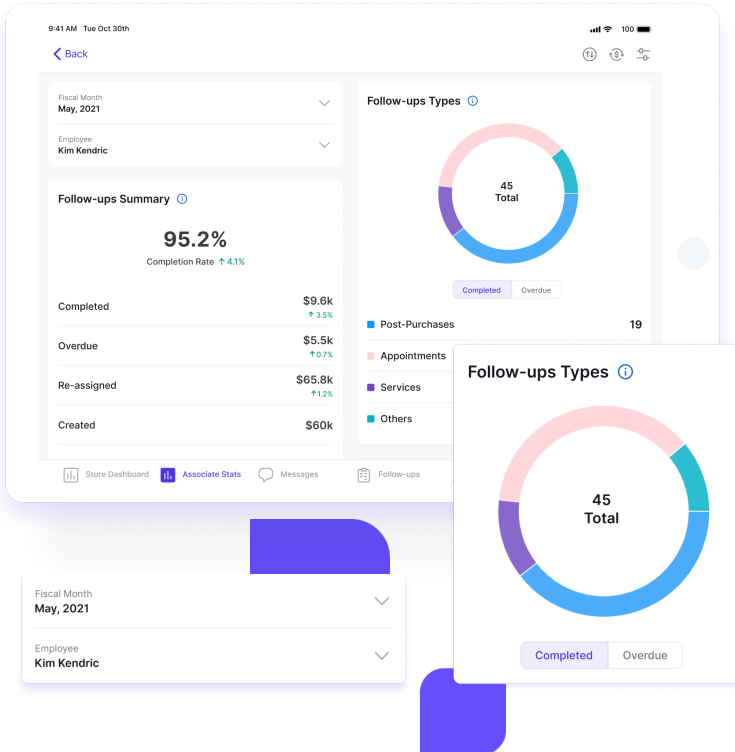 9:41 AM Tue Oct 30th
100
Back
Fiscal Month
May, 2021
Employee
Kim Kendric
Follow-ups Summary
95.2%
Completion Rate ↑ 4.1%
Completed
$9.6k
↑ 3.5%
Overdue
$5.5k
↑ 0.7%
Re-assigned
$65.8k
↑ 1.2%
Created
$60k
Follow-ups Types
45
Total
Completed Overdue
Post-Purchases 19
Appointments
Services
Others
Store Dashboard Associate Stats Messages Follow-ups
Follow-ups Types
45
Total
Completed Overdue
Fiscal Month
May, 2021
Employee
Kim Kendric